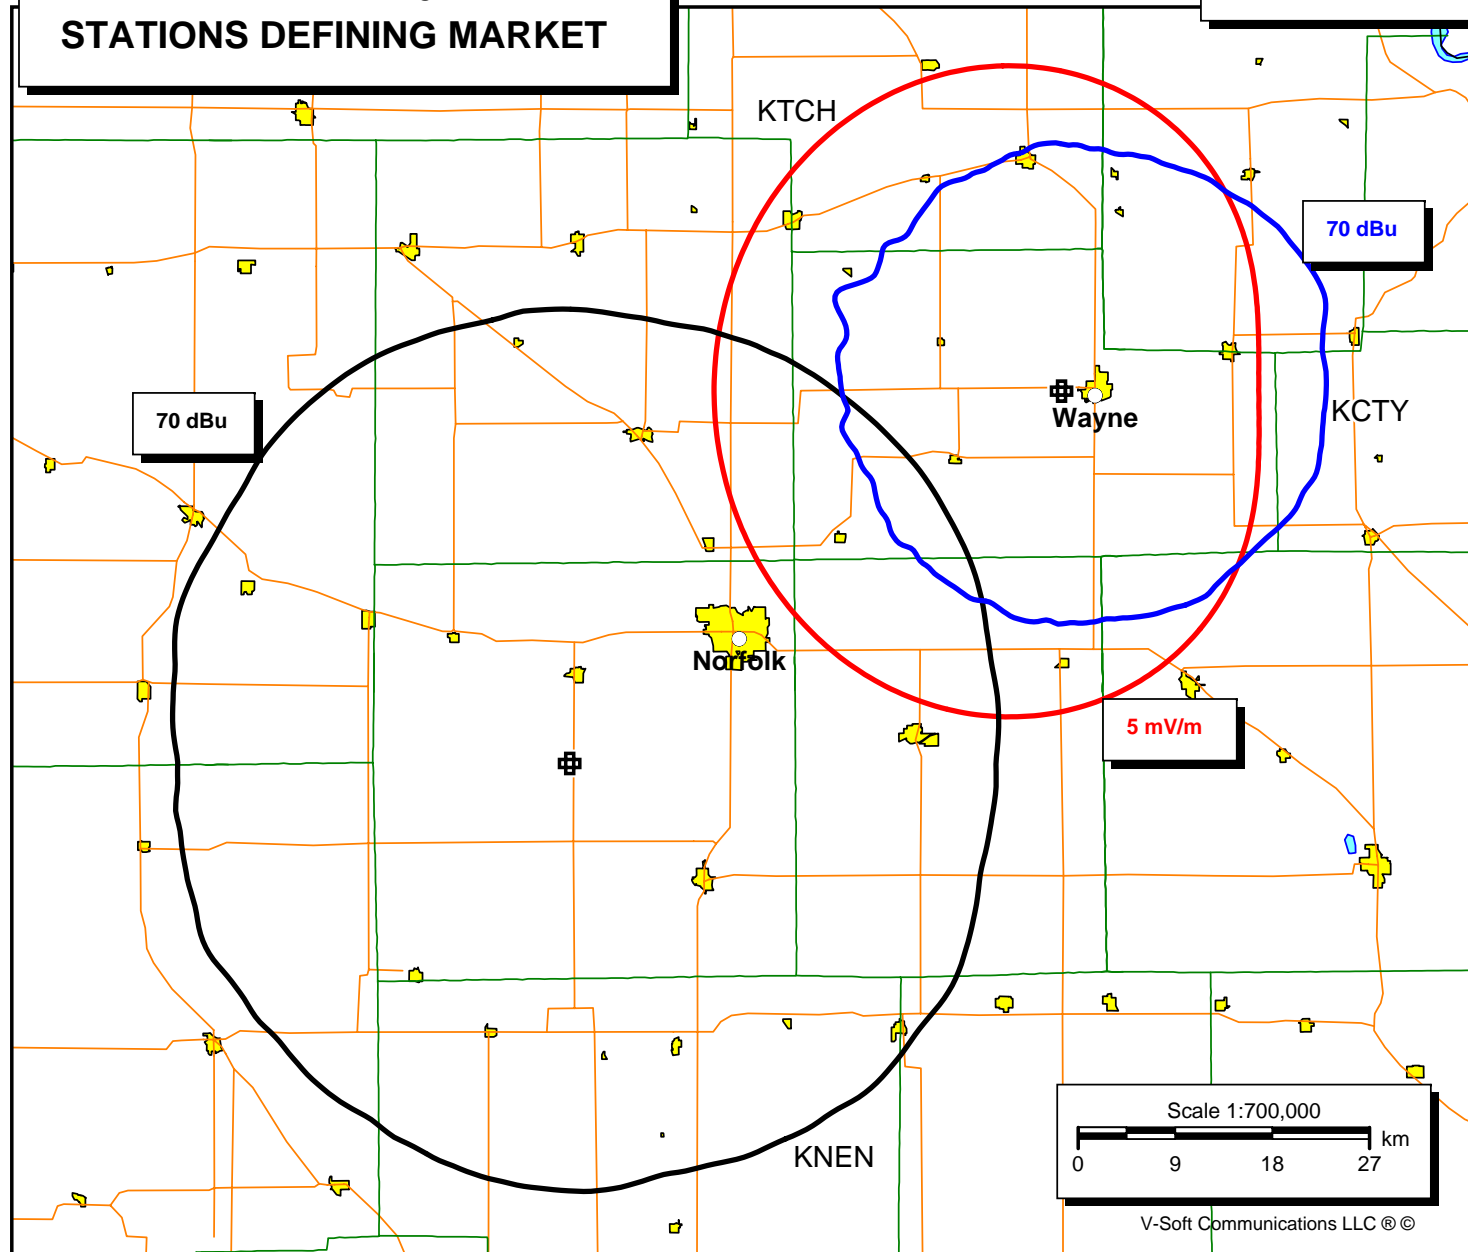 STATIONS DEFINING MARKET
KTCH
70 dBu
70 dBu
KCTY
Wayne
Norfolk
5 mV/m
KNEN
Scale 1:700,000
km
0 9 18 27
V-Soft Communications LLC ® ©